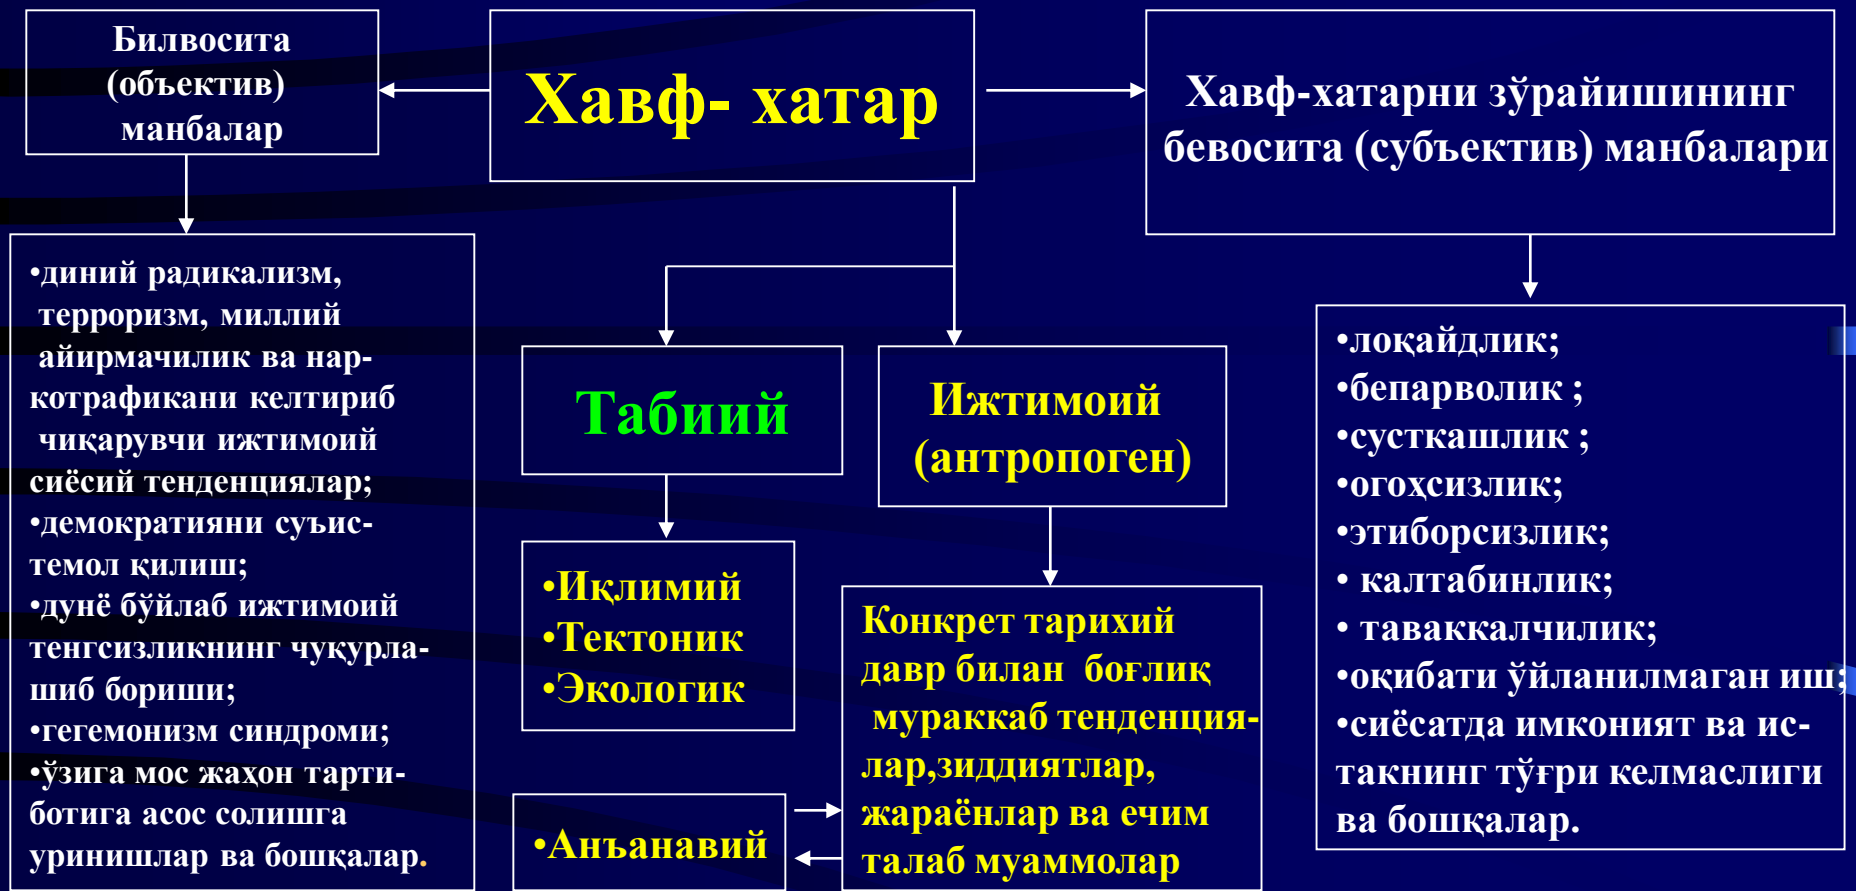 Билвосита
(объектив)
манбалар
Хавф- хатар
Хавф-хатарни зўрайишининг
бевосита (субъектив) манбалари
•диний радикализм,
терроризм, миллий
айирмачилик ва нар-
котрафикани келтириб
чиқарувчи ижтимоий
сиёсий тенденциялар;
•демократияни суъис-
темол қилиш;
•дунё бўйлаб ижтимоий
тенгсизликнинг чуқурла-
шиб бориши;
•гегемонизм синдроми;
•ўзига мос жаҳон тарти-
ботига асос солишга
уринишлар ва бошқалар.
Табиий
•Иқлимий
•Тектоник
•Экологик
Ижтимоий
(антропоген)
Конкрет тарихий
давр билан боғлиқ
мураккаб тенденция-
лар,зиддиятлар,
жараёнлар ва ечим
талаб муаммолар
•Анъанавий
•лоқайдлик;
•бепарволик ;
•сусткашлик ;
•огоҳсизлик;
•этиборсизлик;
• калтабинлик;
• таваккалчилик;
•оқибати ўйланилмаган иш;
•сиёсатда имконият ва ис-
такнинг тўғри келмаслиги
ва бошқалар.